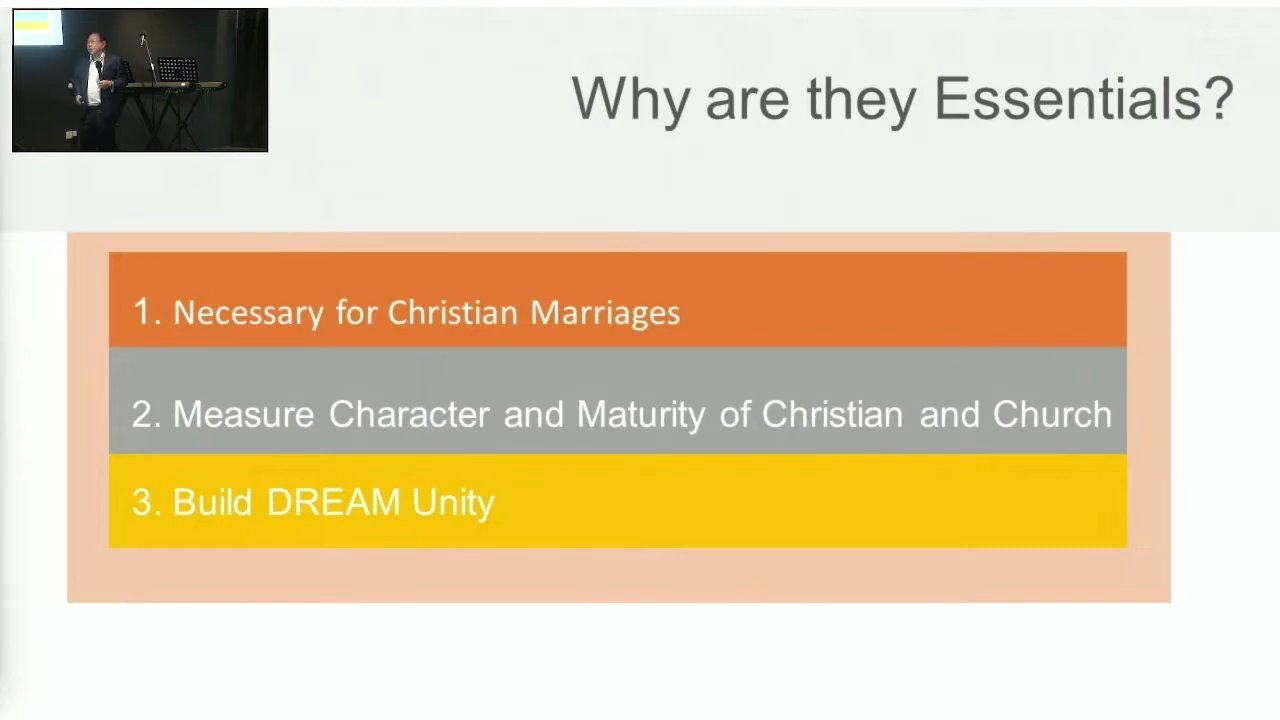 Why are they Essentials?
1. Necessary for Christian Marriages
2. Measure Character and Maturity of Christian and Church
3. Build DREAM Unity